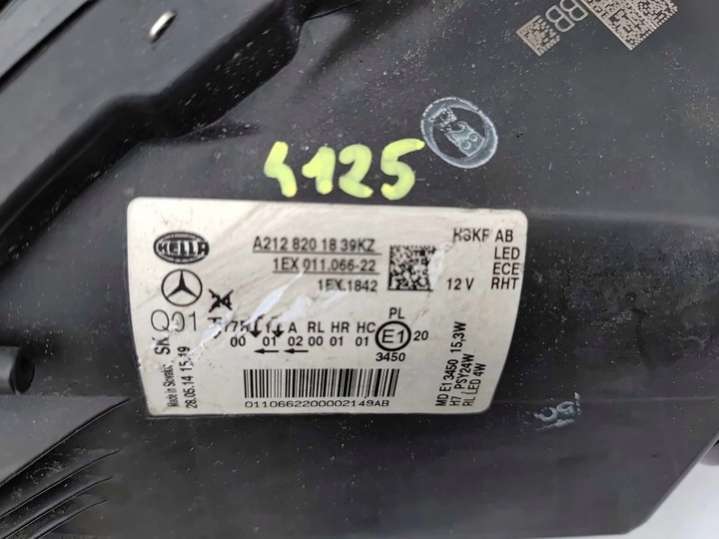 BB
4125
HELLA
A212 820 18 39KZ
1EX 011.066-22
1EX.1842
12 V
AB
LED
ECE
RHT
Q01
A RL HR HC
00 01 02 00 01 01
PL
E1 20
3450
SK
Made in Slovakia
28.05.14 15:19
0110662200002149AB
MD E1 3450 15,3W
H7 PSY24W
RL LED 4W